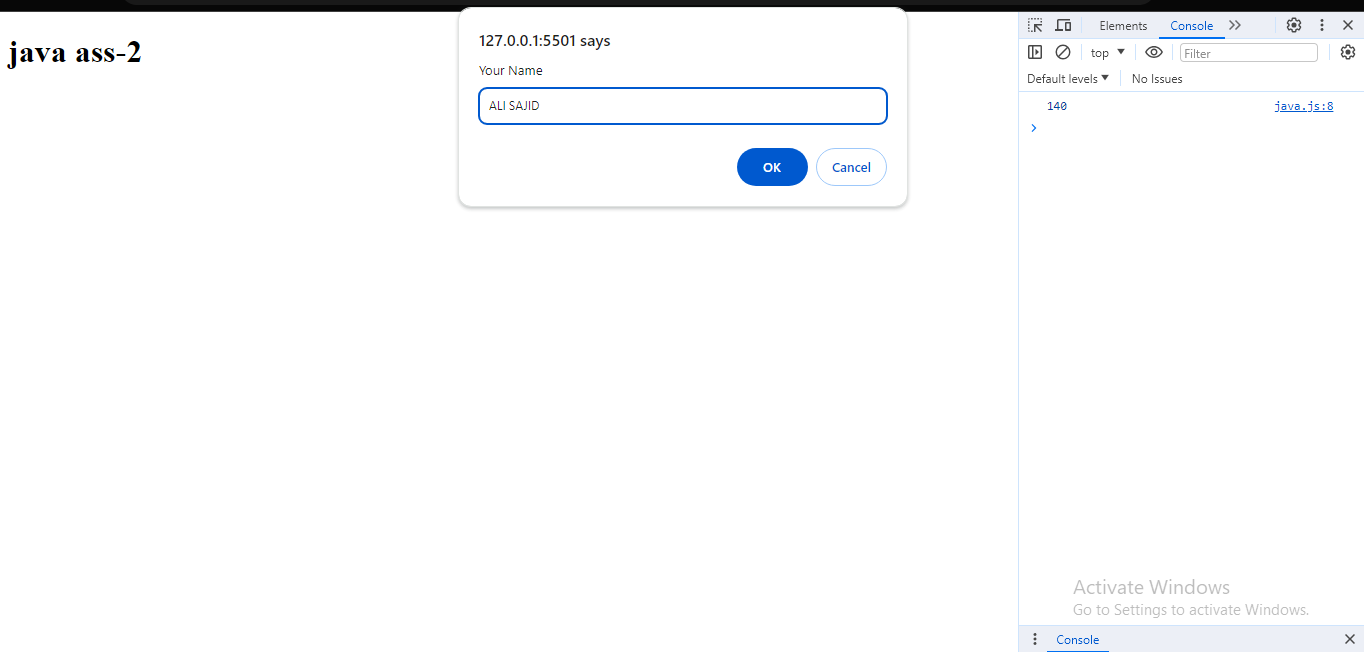 java ass-2
127.0.0.1:5501 says
Your Name
ALI SAJID
OK Cancel
Elements Console
top Filter
Default levels No Issues
140 java.js:8
Activate Windows
Go to Settings to activate Windows.
Console